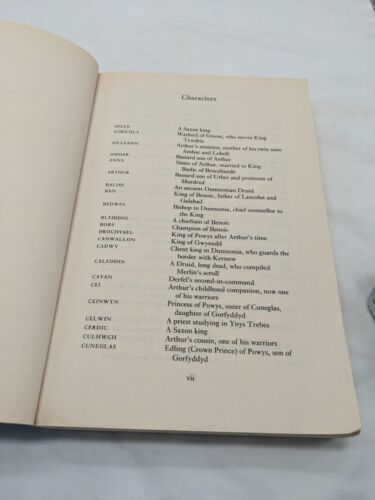 Characters
AELLE A Saxon king
AGRICOLA Warlord of Gwent, who serves King
Tewdric
AILLEANN Arthur's mistress, mother of his twin sons
Amhar and Loholt
AMHAR Bastard son of Arthur
ANNA Sister of Arthur, married to King
Budic of Broceliande
ARTHUR Bastard son of Uther and protector of
Mordred
BALISE An ancient Dumnonian Druid
BAN King of Benoic, father of Lancelot and
Galahad
BEDWIN Bishop in Dumnonia, chief counsellor to
the King
BLEIDDIG A chieftain of Benoic
BORS Champion of Benoic
BROCHVAEL King of Powys after Arthur's time
CADWALLON King of Gwynedd
CADWY Client king in Dumnonia, who guards the
border with Kernow
CALEDDIN A Druid, long dead, who compiled
Merlin's scroll
CAVAN Derfel's second-in-command
CEI Arthur's childhood companion, now one
of his warriors
CEINWYN Princess of Powys, sister of Cuneglas,
daughter of Gorfyddyd
CELWIN A priest studying in Ynys Trebes
CERDIC A Saxon king
CULHWCH Arthur's cousin, one of his warriors
CUNEGLAS Edling (Crown Prince) of Powys, son of
Gorfyddyd
vii